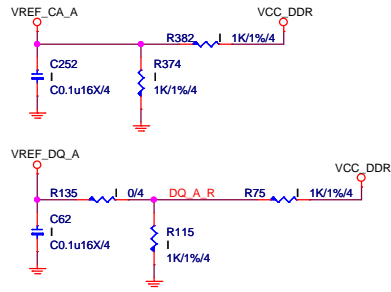 VREF_CA_A
VCC_DDR
R382 I 1K/1%/4
C252
I
C0.1u16X/4
R374
I
1K/1%/4
VREF_DQ_A
VCC_DDR
R135 I 0/4 DQ_A_R R75 I 1K/1%/4
C62
I
C0.1u16X/4
R115
I
1K/1%/4